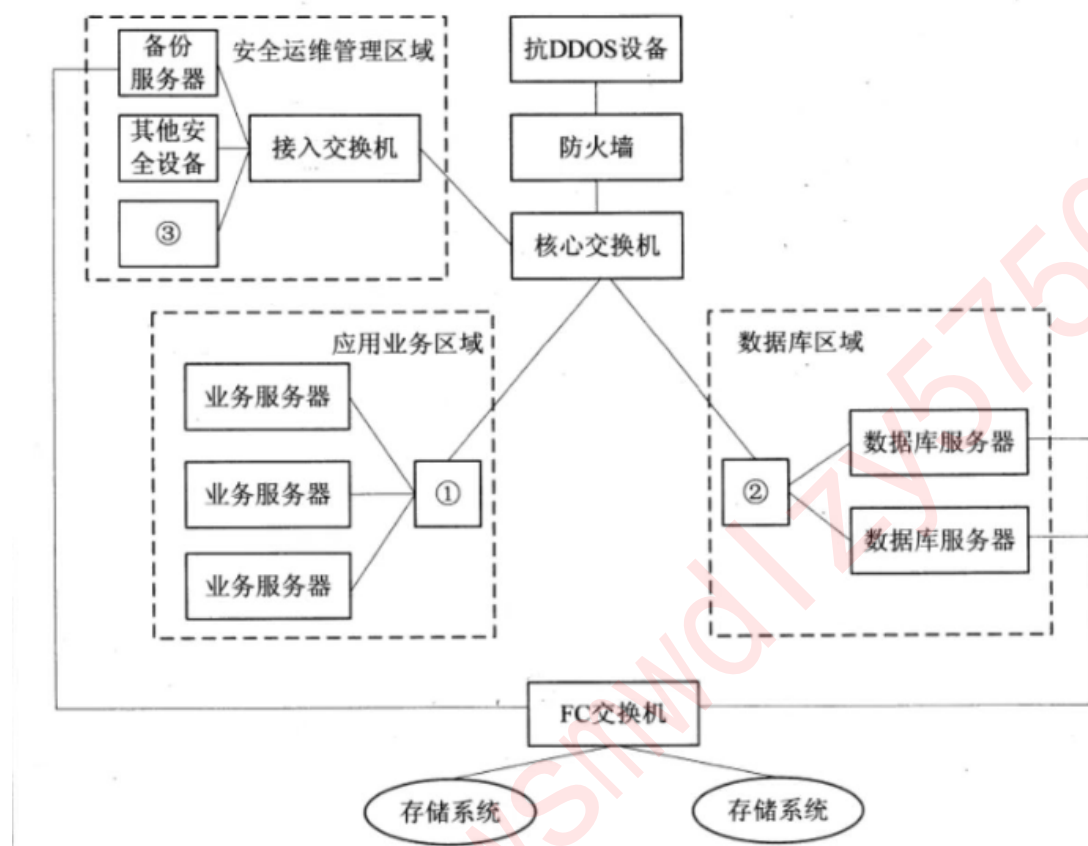 备份
服务器
安全运维管理区域
抗DDOS设备
其他安
全设备
接入交换机
防火墙
③
核心交换机
应用业务区域
数据库区域
业务服务器
数据库服务器
业务服务器
①
②
数据库服务器
业务服务器
FC交换机
存储系统
存储系统
wsmwdlzy5750